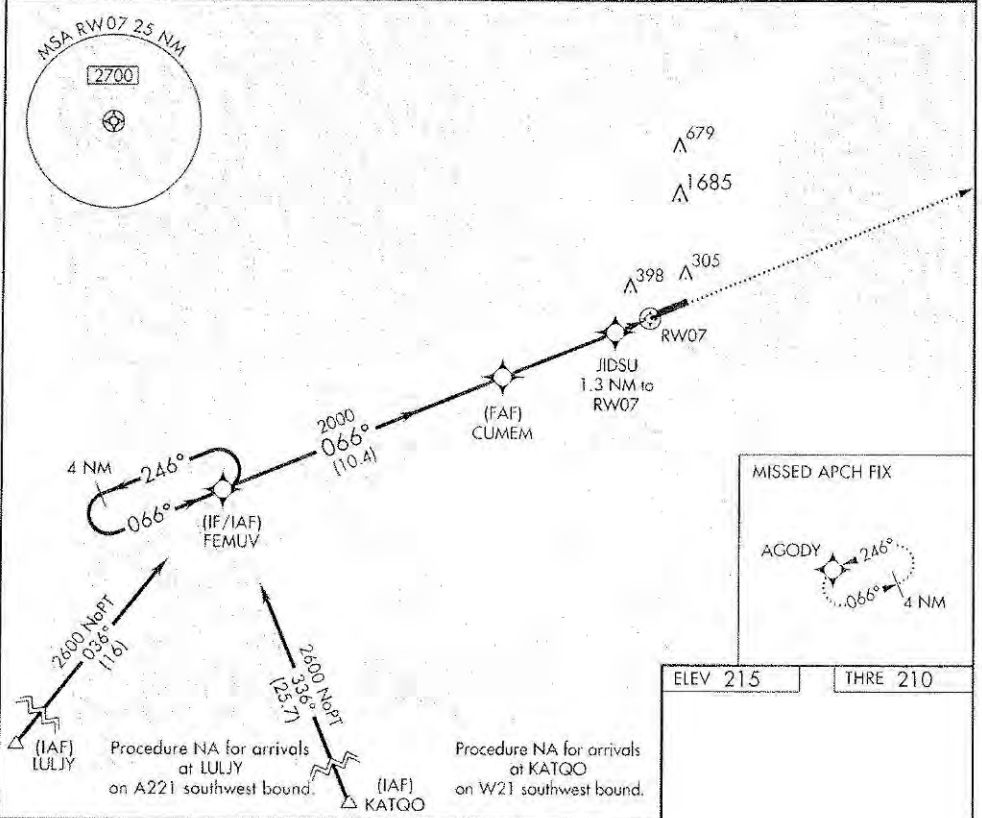 MSA RW07 25 NM
2700
679
1685
398
305
RW07
JIDSU
1.3 NM to
RW07
(FAF)
CUMEM
2000
066°
(10.4)
4 NM
246°
066°
(IF/IAF)
FEMUV
MISSED APCH FIX
AGODY
246°
066°
4 NM
2600 NoPT
036°
(16)
2600 NoPT
336°
(25.7)
ELEV 215
THRE 210
(IAF)
LULJY
Procedure NA for arrivals
at LULJY
on A221 southwest bound.
(IAF)
KATQO
Procedure NA for arrivals
at KATQO
on W21 southwest bound.